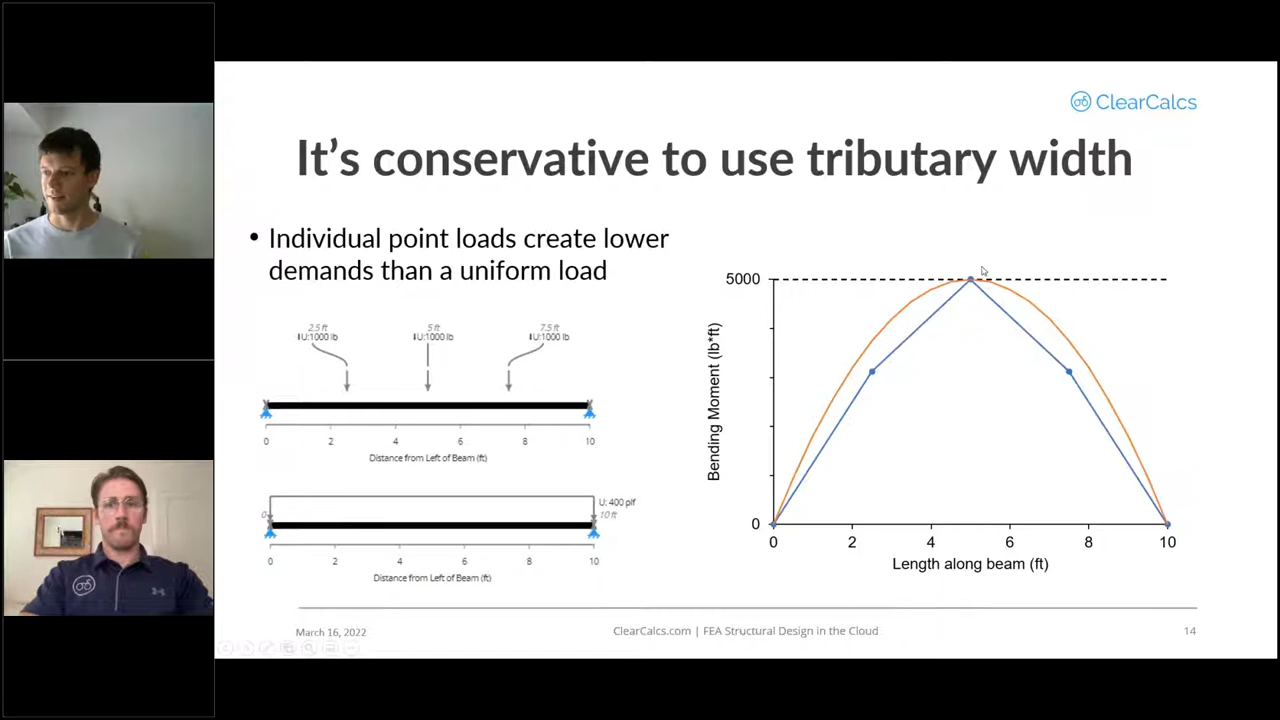 ClearCalcs
It's conservative to use tributary width
• Individual point loads create lower
demands than a uniform load
2.5 ft 5 ft 7.5 ft
U:1000 lb U:1000 lb U:1000 lb
0 2 4 6 8 10
Distance from Left of Beam (ft)
U: 400 plf
0 10 ft
0 2 4 6 8 10
Distance from Left of Beam (ft)
5000
Bending Moment (lb*ft)
0
0 2 4 6 8 10
Length along beam (ft)
March 16, 2022 ClearCalcs.com | FEA Structural Design in the Cloud 14